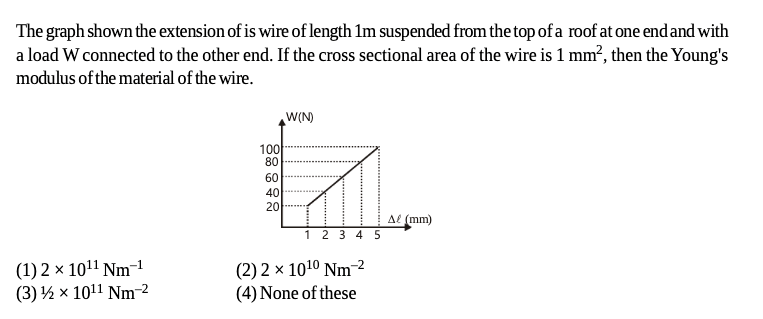 The graph shown the extension of is wire of length 1m suspended from the top of a roof at one end and with
a load W connected to the other end. If the cross sectional area of the wire is 1 mm², then the Young's
modulus of the material of the wire.
W(N)
100
80
60
40
20
Δℓ (mm)
1 2 3 4 5
(1) 2 × 10¹¹ Nm⁻¹ (2) 2 × 10¹⁰ Nm⁻²
(3) ½ × 10¹¹ Nm⁻² (4) None of these